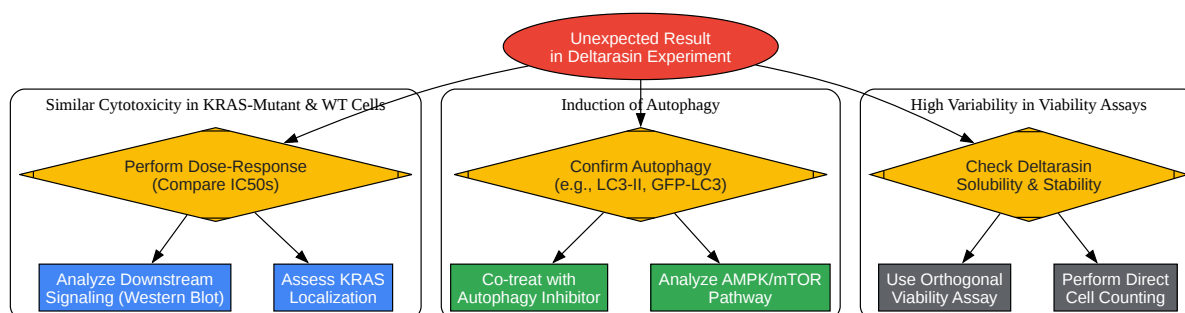 Unexpected Result
in Deltarasin Experiment
Similar Cytotoxicity in KRAS-Mutant & WT Cells
Induction of Autophagy
High Variability in Viability Assays
Perform Dose-Response
(Compare IC50s)
Confirm Autophagy
(e.g., LC3-II, GFP-LC3)
Check Deltarasin
Solubility & Stability
Analyze Downstream
Signaling (Western Blot)
Assess KRAS
Localization
Co-treat with
Autophagy Inhibitor
Analyze AMPK/mTOR
Pathway
Use Orthogonal
Viability Assay
Perform Direct
Cell Counting